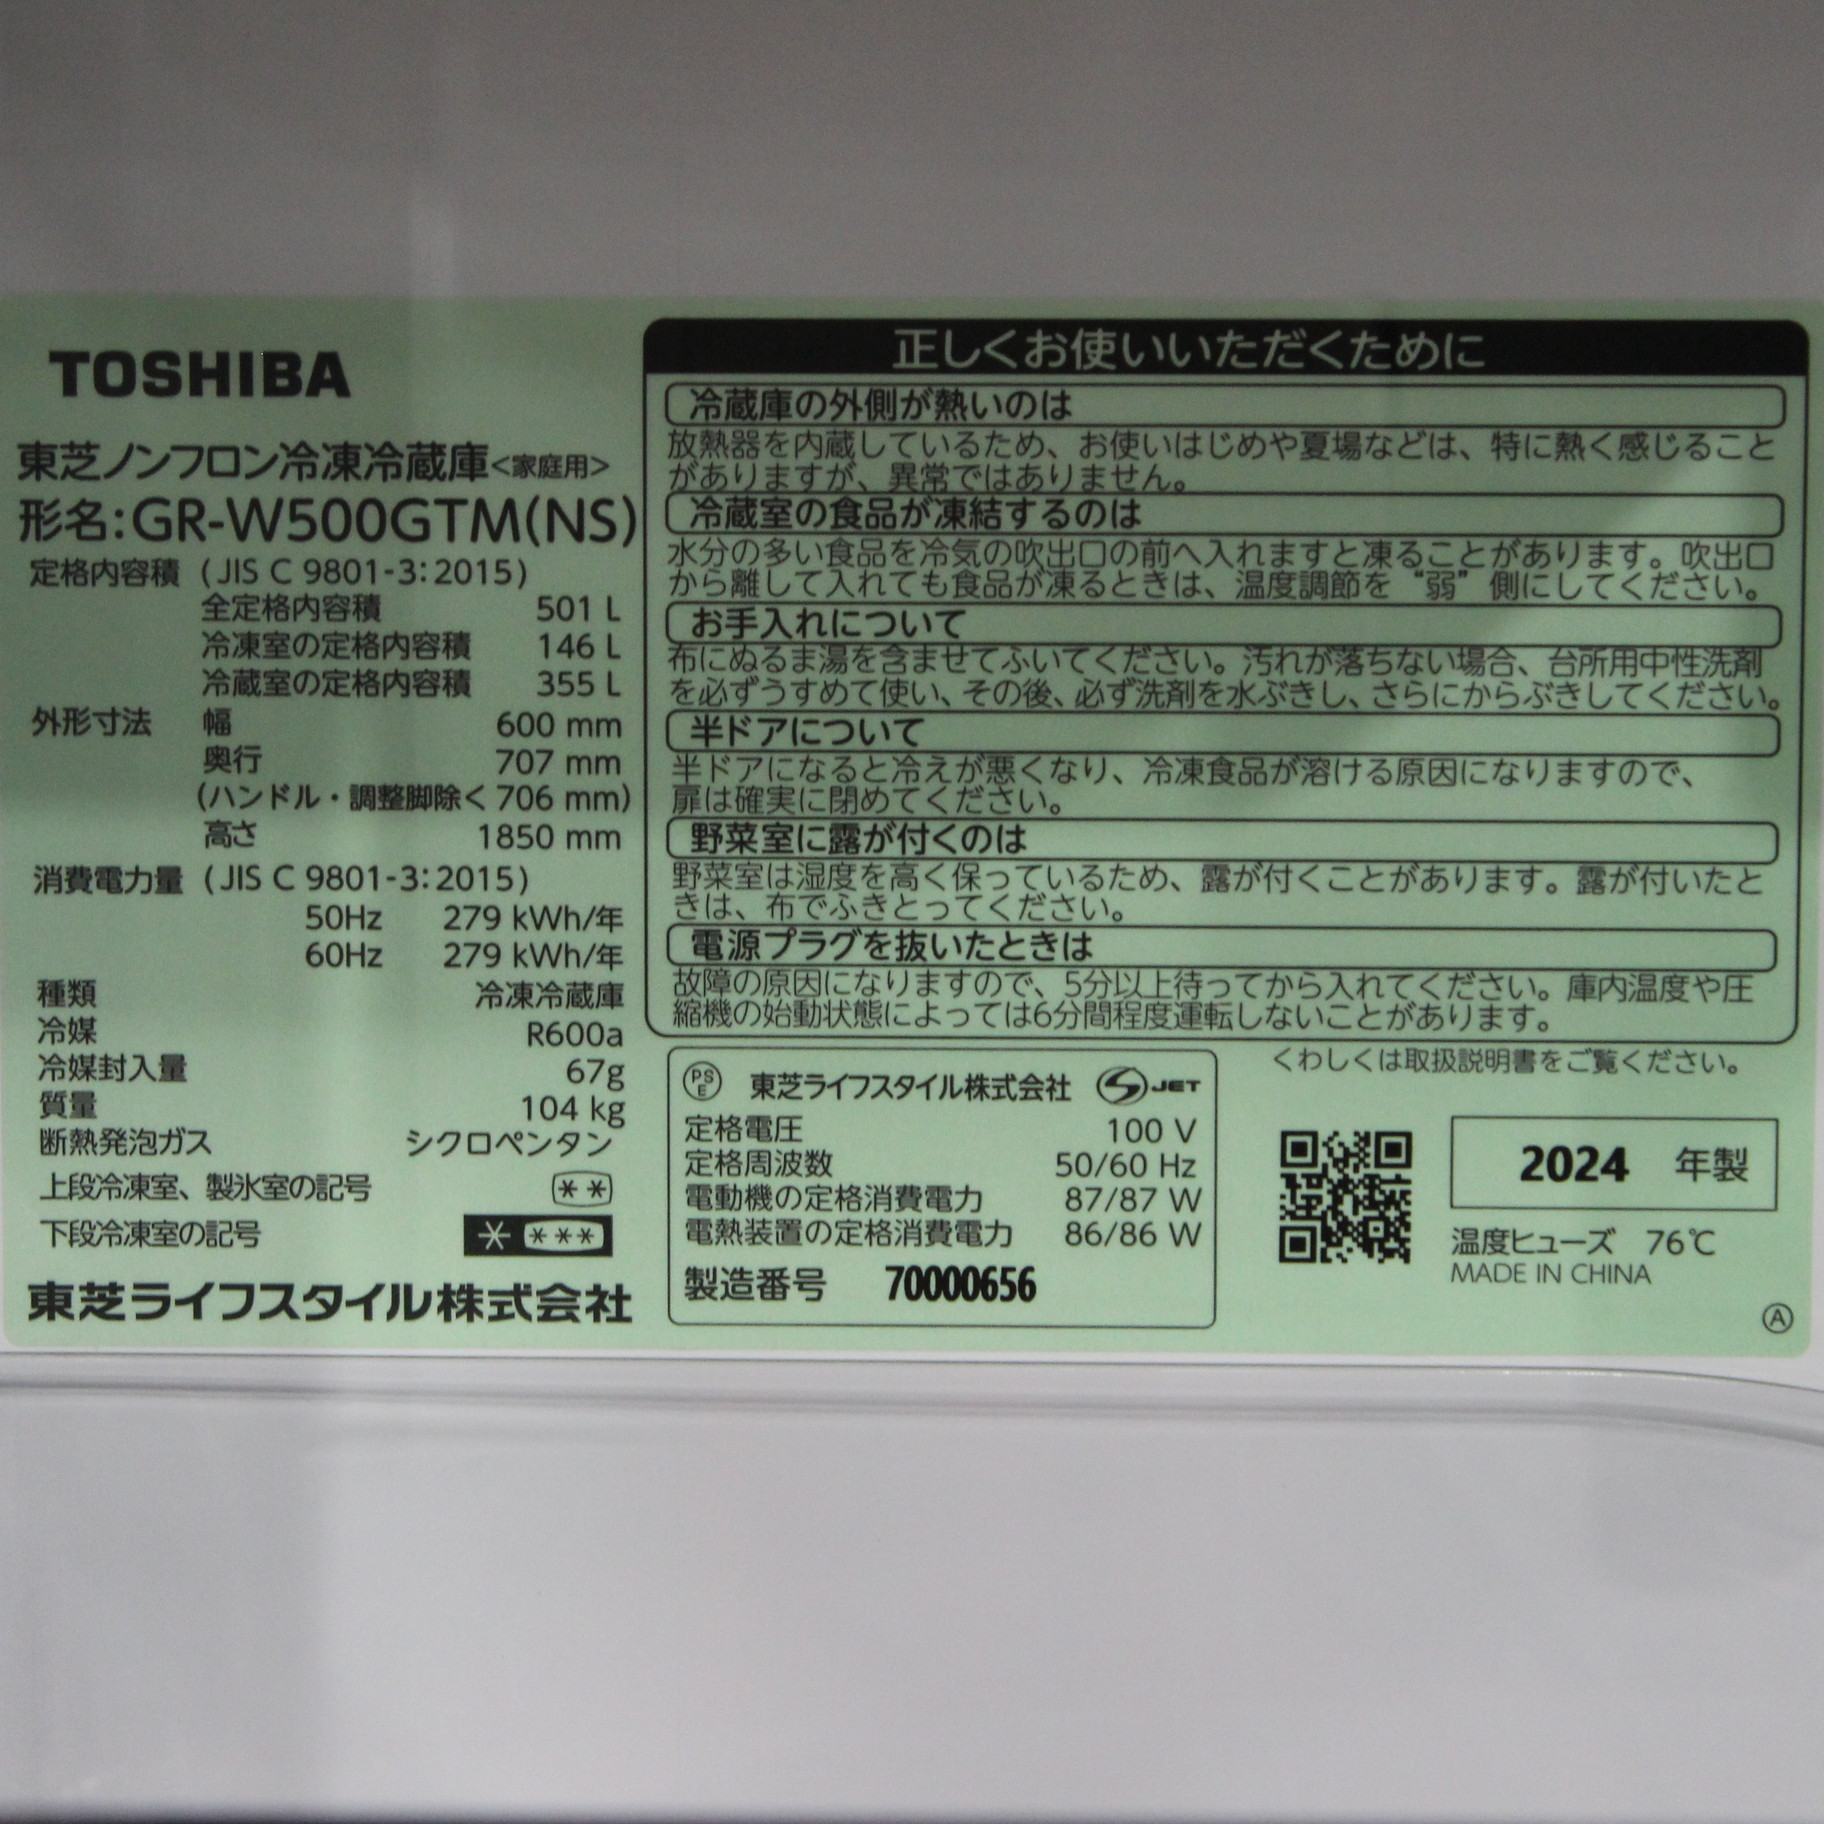 TOSHIBA
東芝ノンフロン冷凍冷蔵庫<家庭用>
形名:GR-W500GTM(NS)
定格内容積 (JIS C 9801-3:2015)
全定格内容積 501 L
冷凍室の定格内容積 146 L
冷蔵室の定格内容積 355 L
外形寸法 幅 600 mm
奥行 707 mm
(ハンドル・調整脚除く 706 mm)
高さ 1850 mm
消費電力量 (JIS C 9801-3:2015)
50Hz 279 kWh/年
60Hz 279 kWh/年
種類 冷凍冷蔵庫
冷媒 R600a
冷媒封入量 67g
質量 104 kg
断熱発泡ガス シクロペンタン
上段冷凍室、製氷室の記号 **
下段冷凍室の記号 * ***
東芝ライフスタイル株式会社
正しくお使いいただくために
冷蔵庫の外側が熱いのは
放熱器を内蔵しているため、お使いはじめや夏場などは、特に熱く感じること
がありますが、異常ではありません。
冷蔵室の食品が凍結するのは
水分の多い食品を冷気の吹出口の前へ入れますと凍ることがあります。吹出口
から離して入れても食品が凍るときは、温度調節を“弱”側にしてください。
お手入れについて
布にぬるま湯を含ませてふいてください。汚れが落ちない場合、台所用中性洗剤
を必ずうすめて使い、その後、必ず洗剤を水ぶきし、さらにからぶきしてください。
半ドアについて
半ドアになると冷えが悪くなり、冷凍食品が溶ける原因になりますので、
扉は確実に閉めてください。
野菜室に露が付くのは
野菜室は湿度を高く保っているため、露が付くことがあります。露が付いたと
きは、布でふきとってください。
電源プラグを抜いたときは
故障の原因になりますので、5分以上待ってから入れてください。庫内温度や圧
縮機の始動状態によっては6分間程度運転しないことがあります。
くわしくは取扱説明書をご覧ください。
PSE 東芝ライフスタイル株式会社 S JET
定格電圧 100 V
定格周波数 50/60 Hz
電動機の定格消費電力 87/87 W
電熱装置の定格消費電力 86/86 W
製造番号 70000656
2024 年製
温度ヒューズ 76℃
MADE IN CHINA
Ⓐ